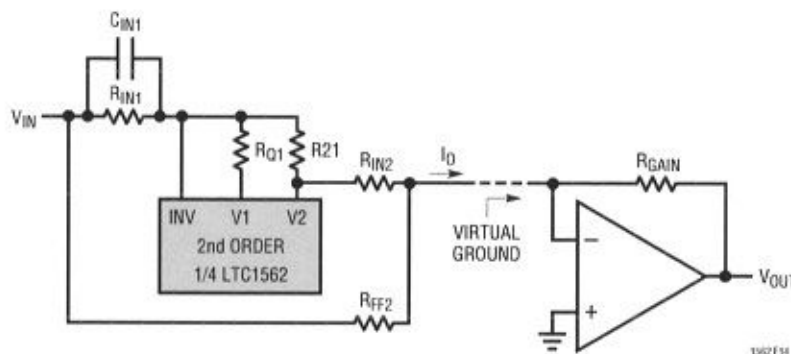 CIN1
RIN1
VIN
RQ1
R21
RIN2
IO
RGAIN
INV V1 V2
2nd ORDER
1/4 LTC1562
VIRTUAL
GROUND
−
+
VOUT
RFF2